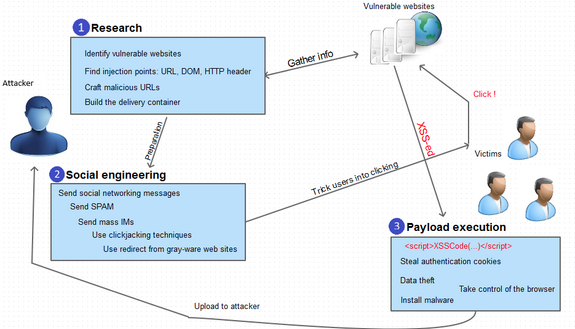 Vulnerable websites
1 Research
Identify vulnerable websites
Find injection points: URL, DOM, HTTP header
Craft malicious URLs
Build the delivery container
Gather info
Attacker
Click !
XSS-ed
Preparation
Victims
2 Social engineering
Send social networking messages
Send SPAM
Send mass IMs
Use clickjacking techniques
Use redirect from gray-ware web sites
Trick users into clicking
3 Payload execution
<script>XSSCode(...)</script>
Steal authentication cookies
Data theft
Take control of the browser
Install malware
Upload to attacker